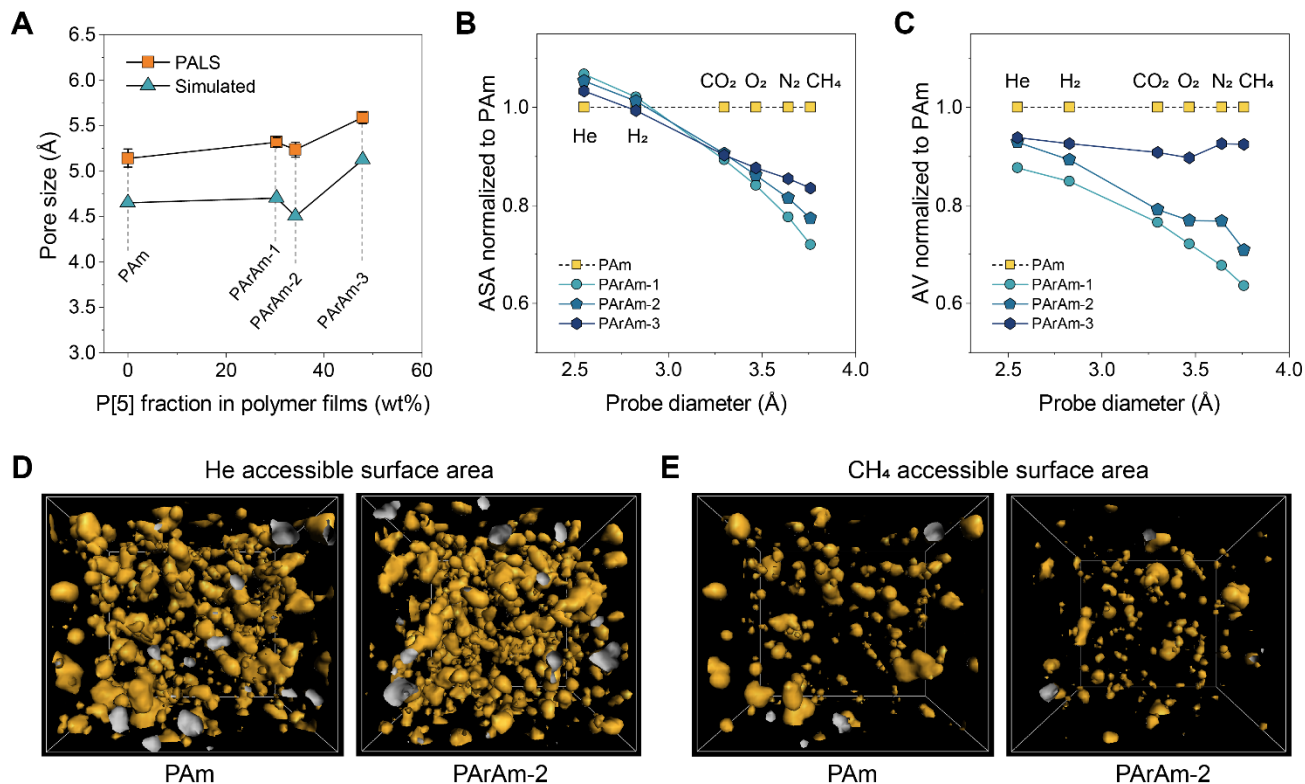 A
PALS
Simulated
Pore size (Å)
6.5
6.0
5.5
5.0
4.5
4.0
3.5
3.0
PAm
PArAm-1
PArAm-2
PArAm-3
0
20
40
60
P[5] fraction in polymer films (wt%)
B
ASA normalized to PAm
1.0
0.8
0.6
CO₂ O₂ N₂ CH₄
He H₂
PAm
PArAm-1
PArAm-2
PArAm-3
2.5 3.0 3.5 4.0
Probe diameter (Å)
C
AV normalized to PAm
1.0
0.8
0.6
He H₂ CO₂ O₂ N₂ CH₄
PAm
PArAm-1
PArAm-2
PArAm-3
2.5 3.0 3.5 4.0
Probe diameter (Å)
D
He accessible surface area
PAm
PArAm-2
E
CH₄ accessible surface area
PAm
PArAm-2